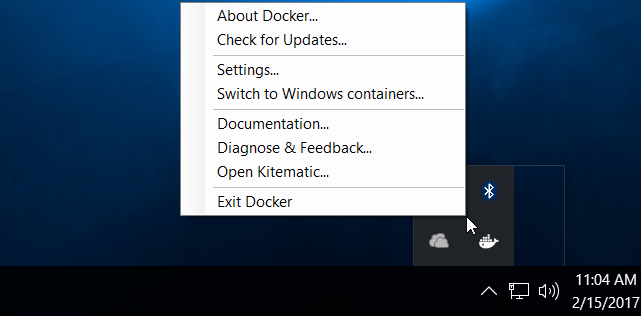 About Docker...
Check for Updates...
Settings...
Switch to Windows containers...
Documentation...
Diagnose & Feedback...
Open Kitematic...
Exit Docker
11:04 AM
2/15/2017